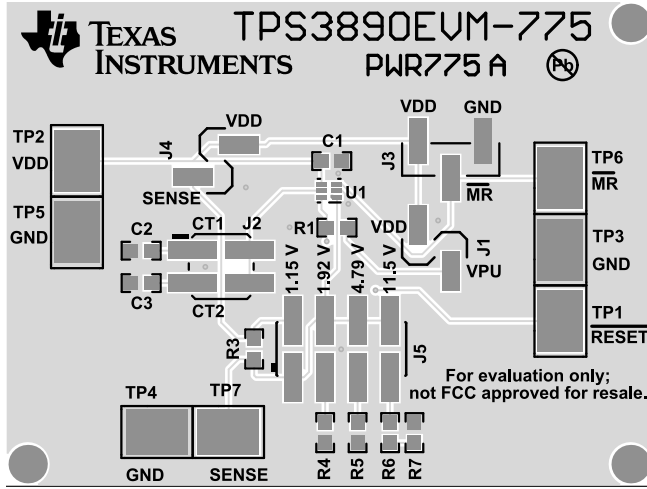 TPS3890EVM-775
TEXAS
INSTRUMENTS
PWR775 A
Pb
VDD
GND
TP2
VDD
J4
VDD
C1
J3
TP6
MR
SENSE
U1
MR
TP5
GND
CT1
J2
R1
VDD
J1
TP3
GND
C2
C3
CT2
1.15 V
1.92 V
4.79 V
11.5 V
VPU
TP1
RESET
R3
J5
For evaluation only;
not FCC approved for resale.
TP4
TP7
GND
SENSE
R4
R5
R6
R7